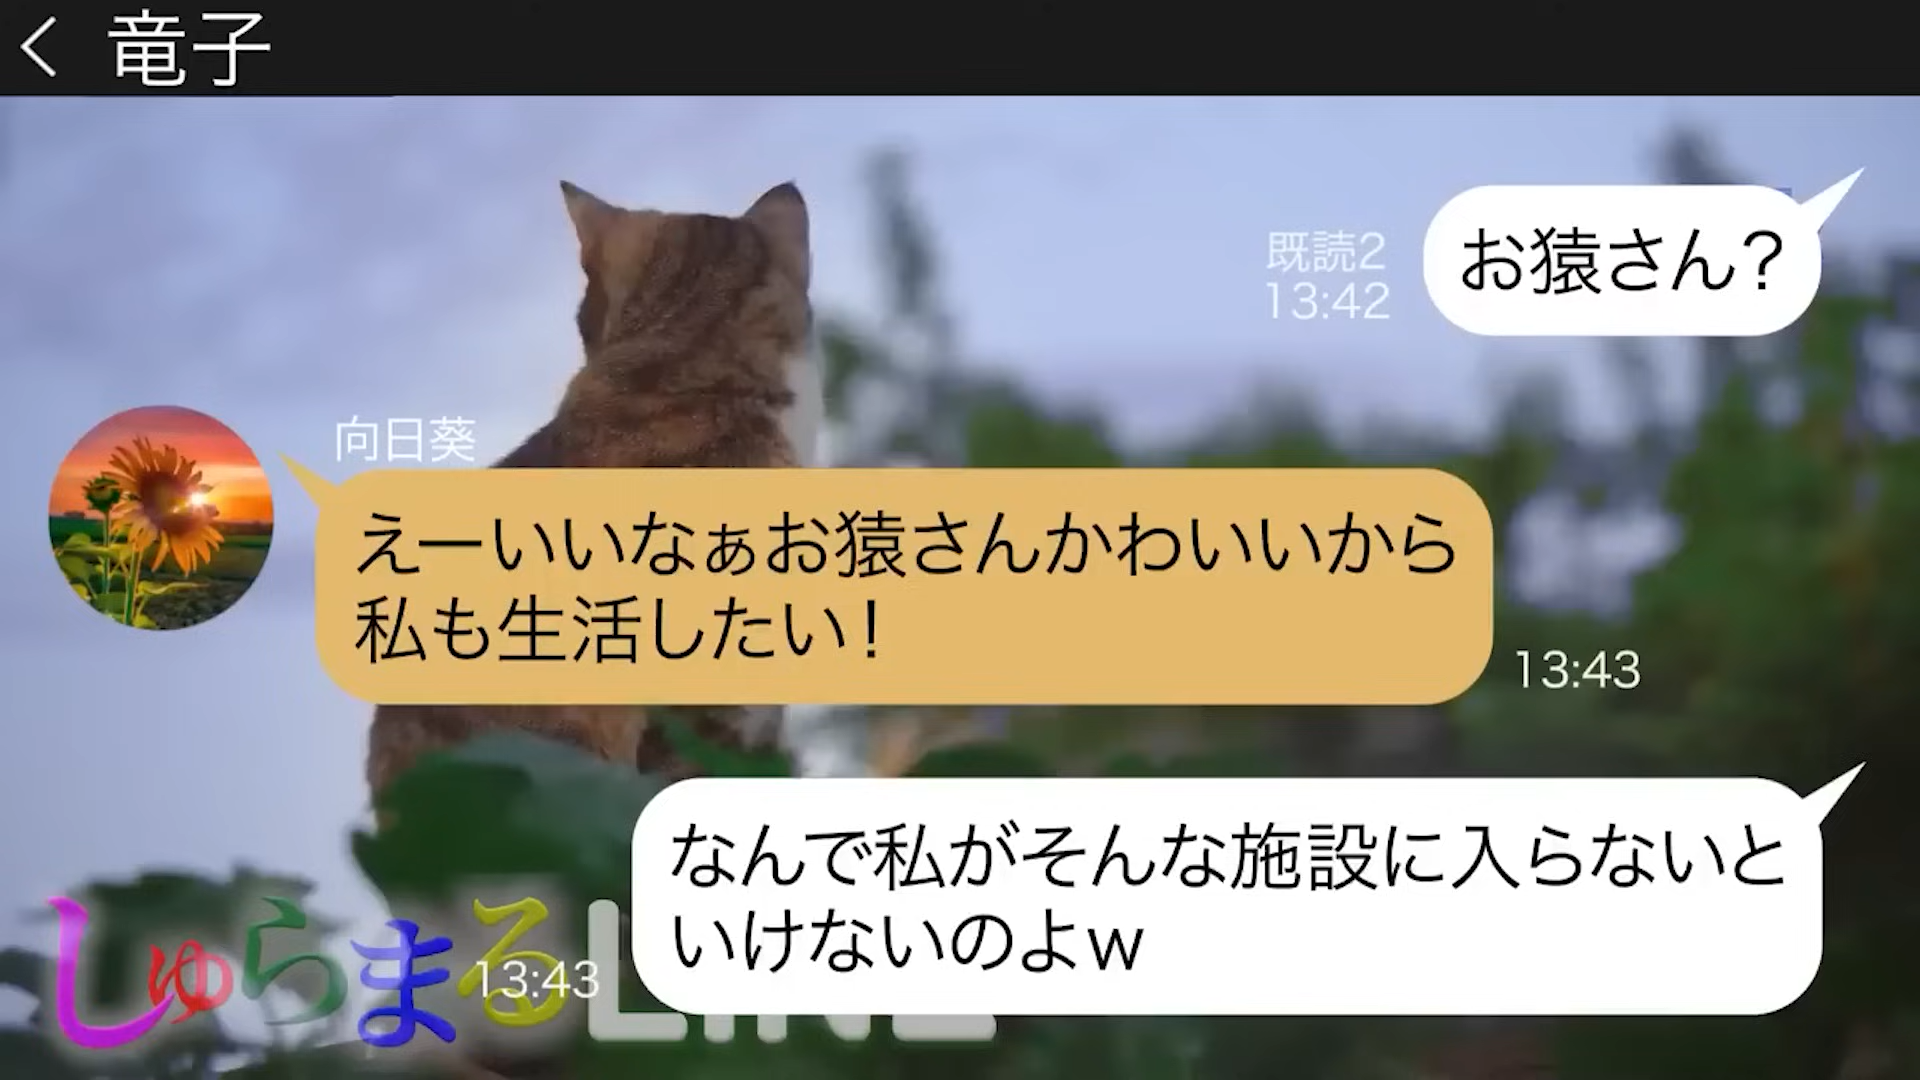 竜子
お猿さん?
既読2
13:42
向日葵
えーいいなぁお猿さんかわいいから
私も生活したい!
13:43
なんで私がそんな施設に入らないと
いけないのよw
13:43
しゅらまるLINE